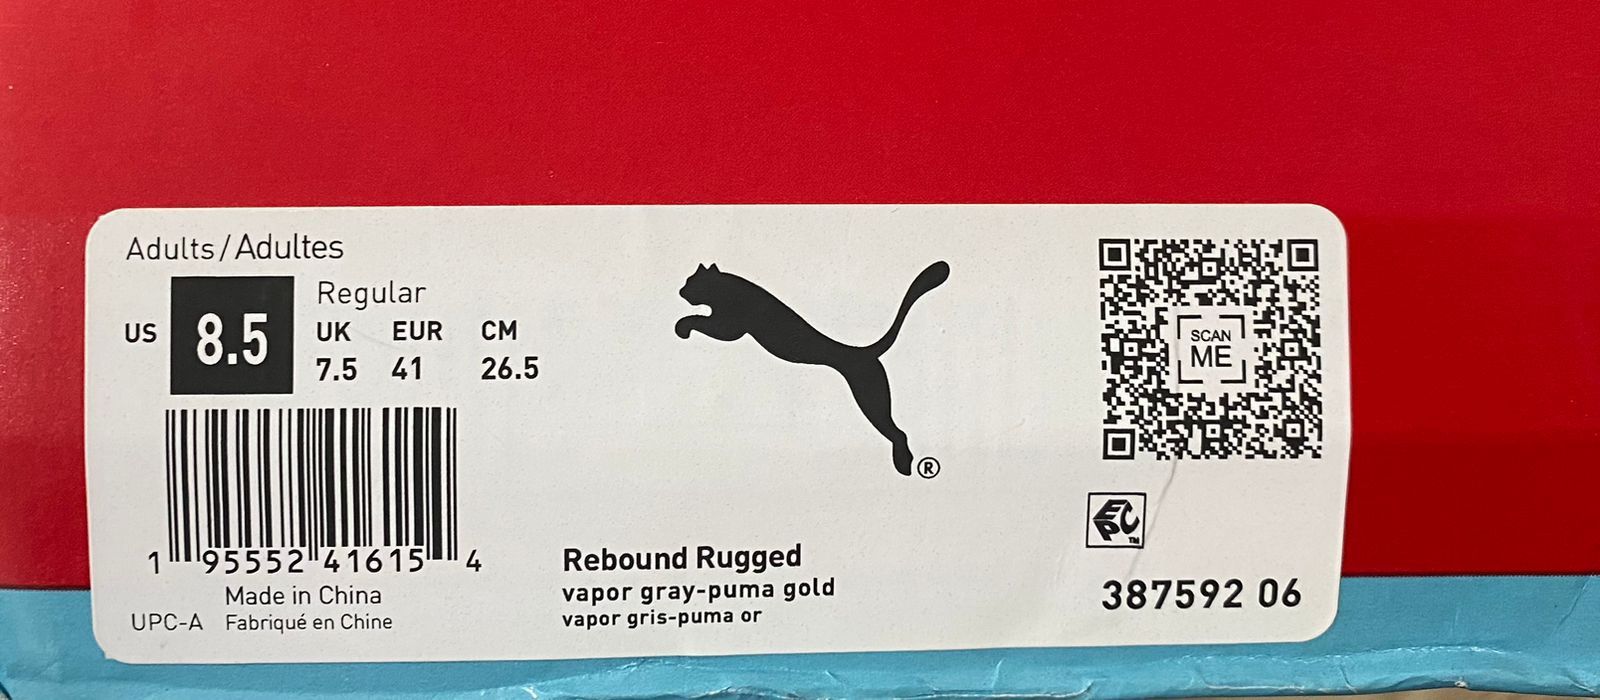 Adults/Adultes
US 8.5
Regular
UK EUR CM
7.5 41 26.5
1 95552 41615 4
Made in China
UPC-A Fabriqué en Chine
®
Rebound Rugged
vapor gray-puma gold
vapor gris-puma or
SCAN
ME
EPC
TM
387592 06